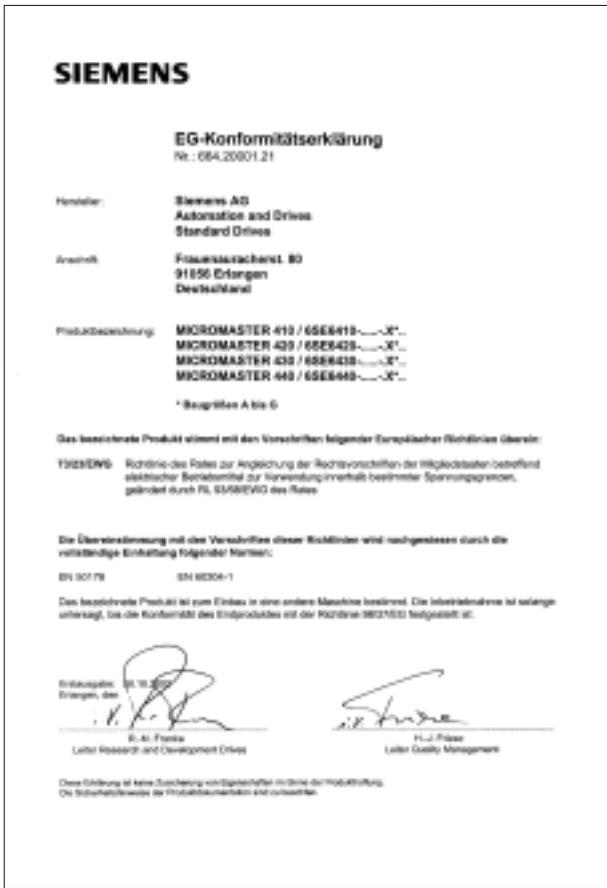 SIEMENS
EG-Konformitätserklärung
Nr.: 664.20001.21
Hersteller: Siemens AG
Automation and Drives
Standard Drives
Anschrift: Frauenauracherst. 80
91056 Erlangen
Deutschland
Produktbezeichnung: MICROMASTER 410 / 6SE6410-.....-.X*..
MICROMASTER 420 / 6SE6420-.....-.X*..
MICROMASTER 430 / 6SE6430-.....-.X*..
MICROMASTER 440 / 6SE6440-.....-.X*..
* Baugrößen A bis G
Das bezeichnete Produkt stimmt mit den Vorschriften folgender Europäischer Richtlinien überein:
73/23/EWG Richtlinie des Rates zur Angleichung der Rechtsvorschriften der Mitgliedstaaten betreffend
elektrischer Betriebsmittel zur Verwendung innerhalb bestimmter Spannungsgrenzen,
geändert durch RL 93/68/EWG des Rates
Die Übereinstimmung mit den Vorschriften dieser Richtlinien wird nachgewiesen durch die
vollständige Einhaltung folgender Normen:
EN 50178 EN 60204-1
Das bezeichnete Produkt ist zum Einbau in eine andere Maschine bestimmt. Die Inbetriebnahme ist solange
untersagt, bis die Konformität des Endproduktes mit der Richtlinie 98/37/EG festgestellt ist.
Erstausgabe:
Erlangen, den
Leiter Research and Development Drives
H.-J. Friese
Leiter Quality Management
Diese Erklärung ist keine Zusicherung von Eigenschaften im Sinne der Produkthaftung.
Die Sicherheitshinweise der Produktdokumentation sind zu beachten.